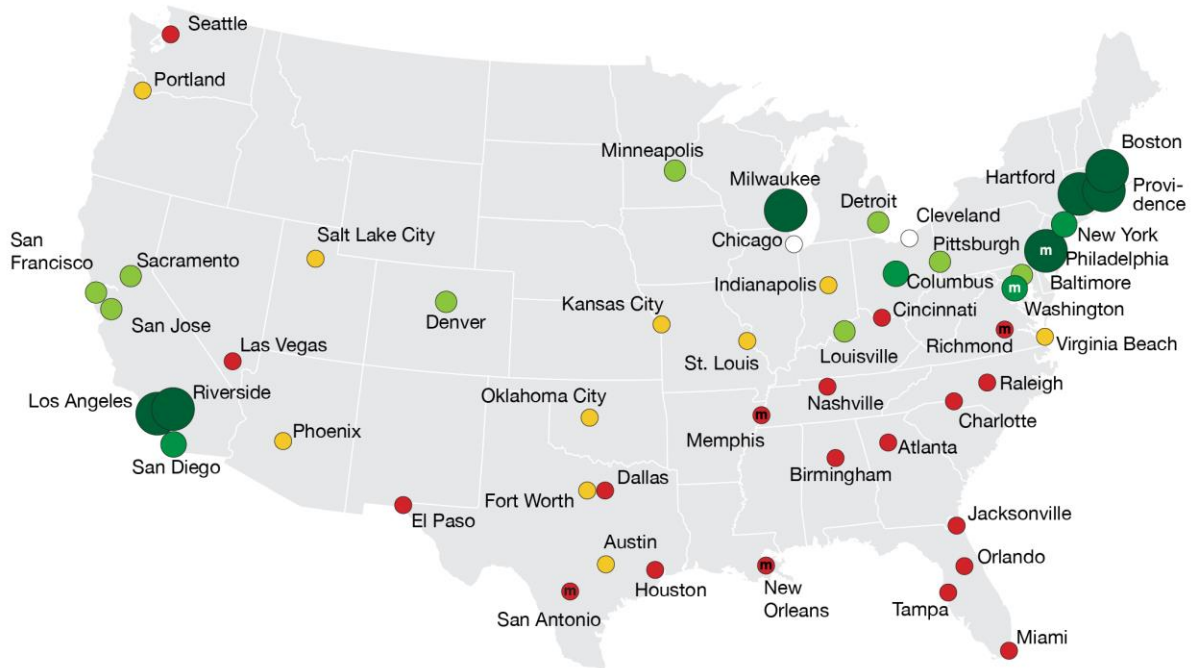 Seattle
Portland
Minneapolis
Milwaukee
Boston
Hartford
Provi-
dence
Detroit
Cleveland
Chicago
New York
Pittsburgh
m
Philadelphia
San
Francisco
Sacramento
Salt Lake City
Indianapolis
Columbus
Baltimore
m
Washington
San Jose
Denver
Kansas City
Cincinnati
m
Richmond
Virginia Beach
Las Vegas
St. Louis
Louisville
Los Angeles
Riverside
Oklahoma City
Nashville
Raleigh
Charlotte
Phoenix
m
Memphis
Atlanta
San Diego
Birmingham
Dallas
Fort Worth
El Paso
Jacksonville
Austin
m
Orlando
Houston
New
Orleans
m
San Antonio
Tampa
Miami